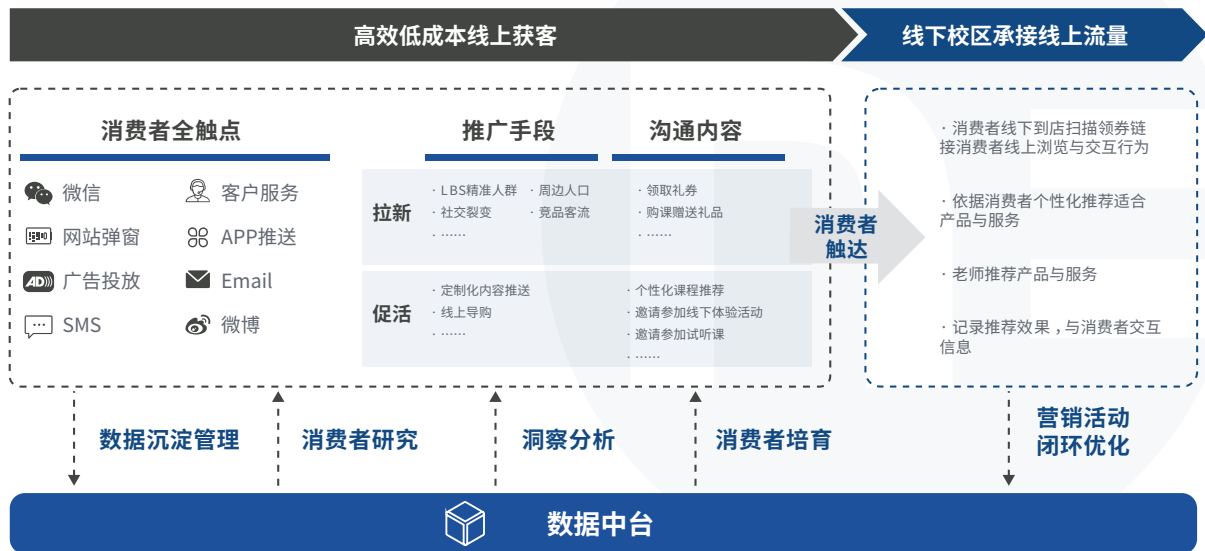 高效低成本线上获客
线下校区承接线上流量
消费者全触点
推广手段
沟通内容
微信
客户服务
网站弹窗
APP推送
AD
广告投放
Email
SMS
微博
拉新
· LBS精准人群
· 周边人口
· 社交裂变
· 竞品客流
· ......
· 领取礼券
· 购课赠送礼品
· ......
促活
· 定制化内容推送
· 线上导购
· ......
· 个性化课程推荐
· 邀请参加线下体验活动
· 邀请参加试听课
· ......
消费者
触达
· 消费者线下到店扫描领券链
接消费者线上浏览与交互行为
· 依据消费者个性化推荐适合
产品与服务
· 老师推荐产品与服务
· 记录推荐效果，与消费者交互
信息
数据沉淀管理
消费者研究
洞察分析
消费者培育
营销活动
闭环优化
数据中台